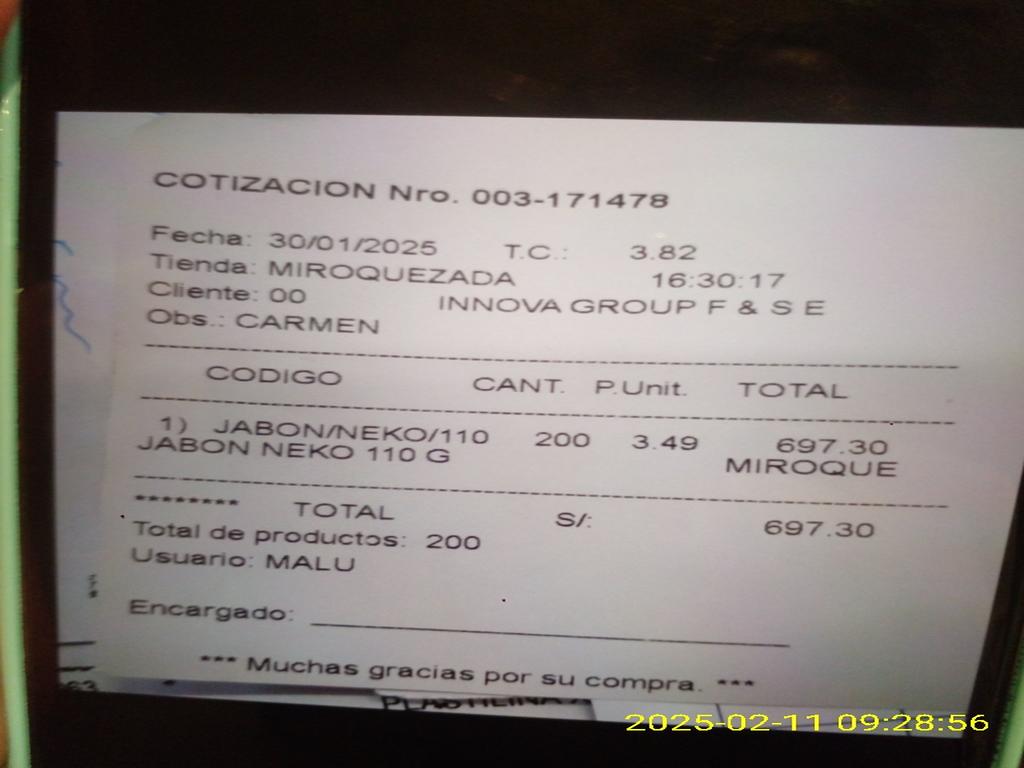 COTIZACION Nro. 003-171478
Fecha: 30/01/2025 T.C.: 3.82
Tienda: MIROQUEZADA 16:30:17
Cliente: 00 INNOVA GROUP F & S E
Obs.: CARMEN
CODIGO CANT. P.Unit. TOTAL
1) JABON/NEKO/110 200 3.49 697.30
JABON NEKO 110 G MIROQUE
******** TOTAL S/: 697.30
Total de productos: 200
Usuario: MALU
Encargado:
*** Muchas gracias por su compra. ***
2025-02-11 09:28:56